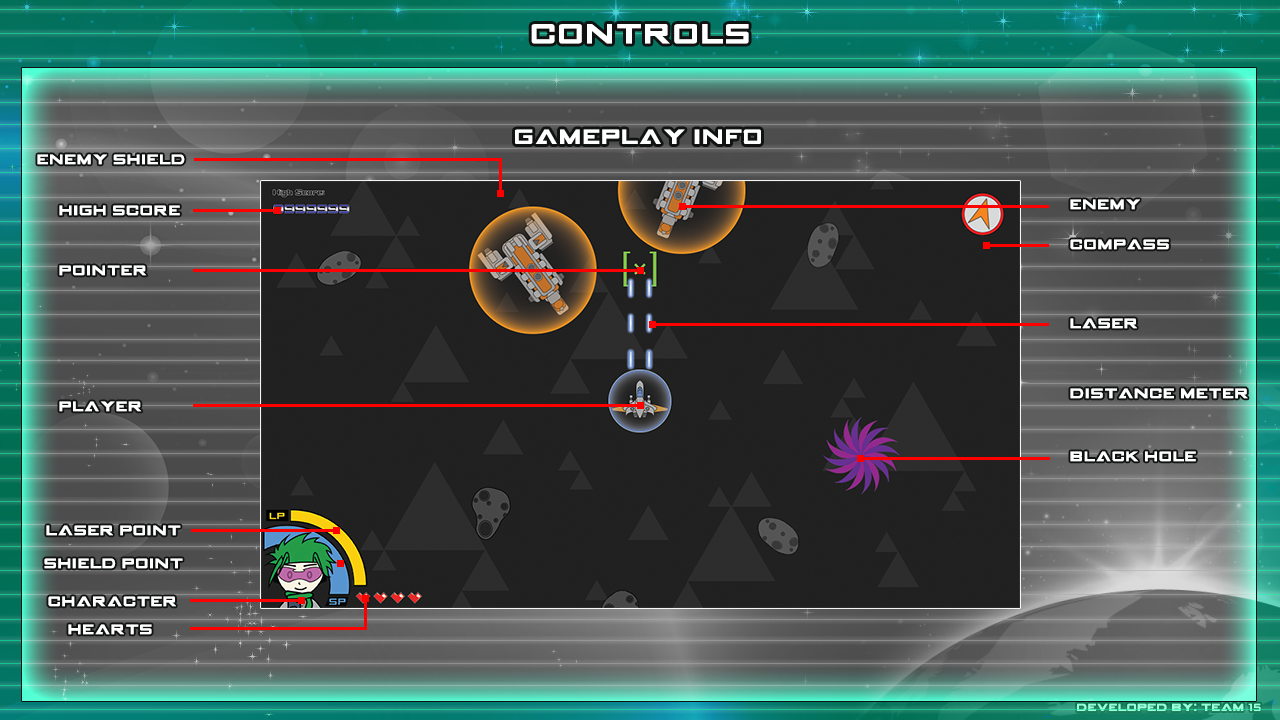 CONTROLS
GAMEPLAY INFO
ENEMY SHIELD
High Score:
HIGH SCORE
9999999
ENEMY
COMPASS
POINTER
LASER
DISTANCE METER
PLAYER
BLACK HOLE
LP
LASER POINT
SHIELD POINT
CHARACTER
SP
HEARTS
DEVELOPED BY: TEAM 15